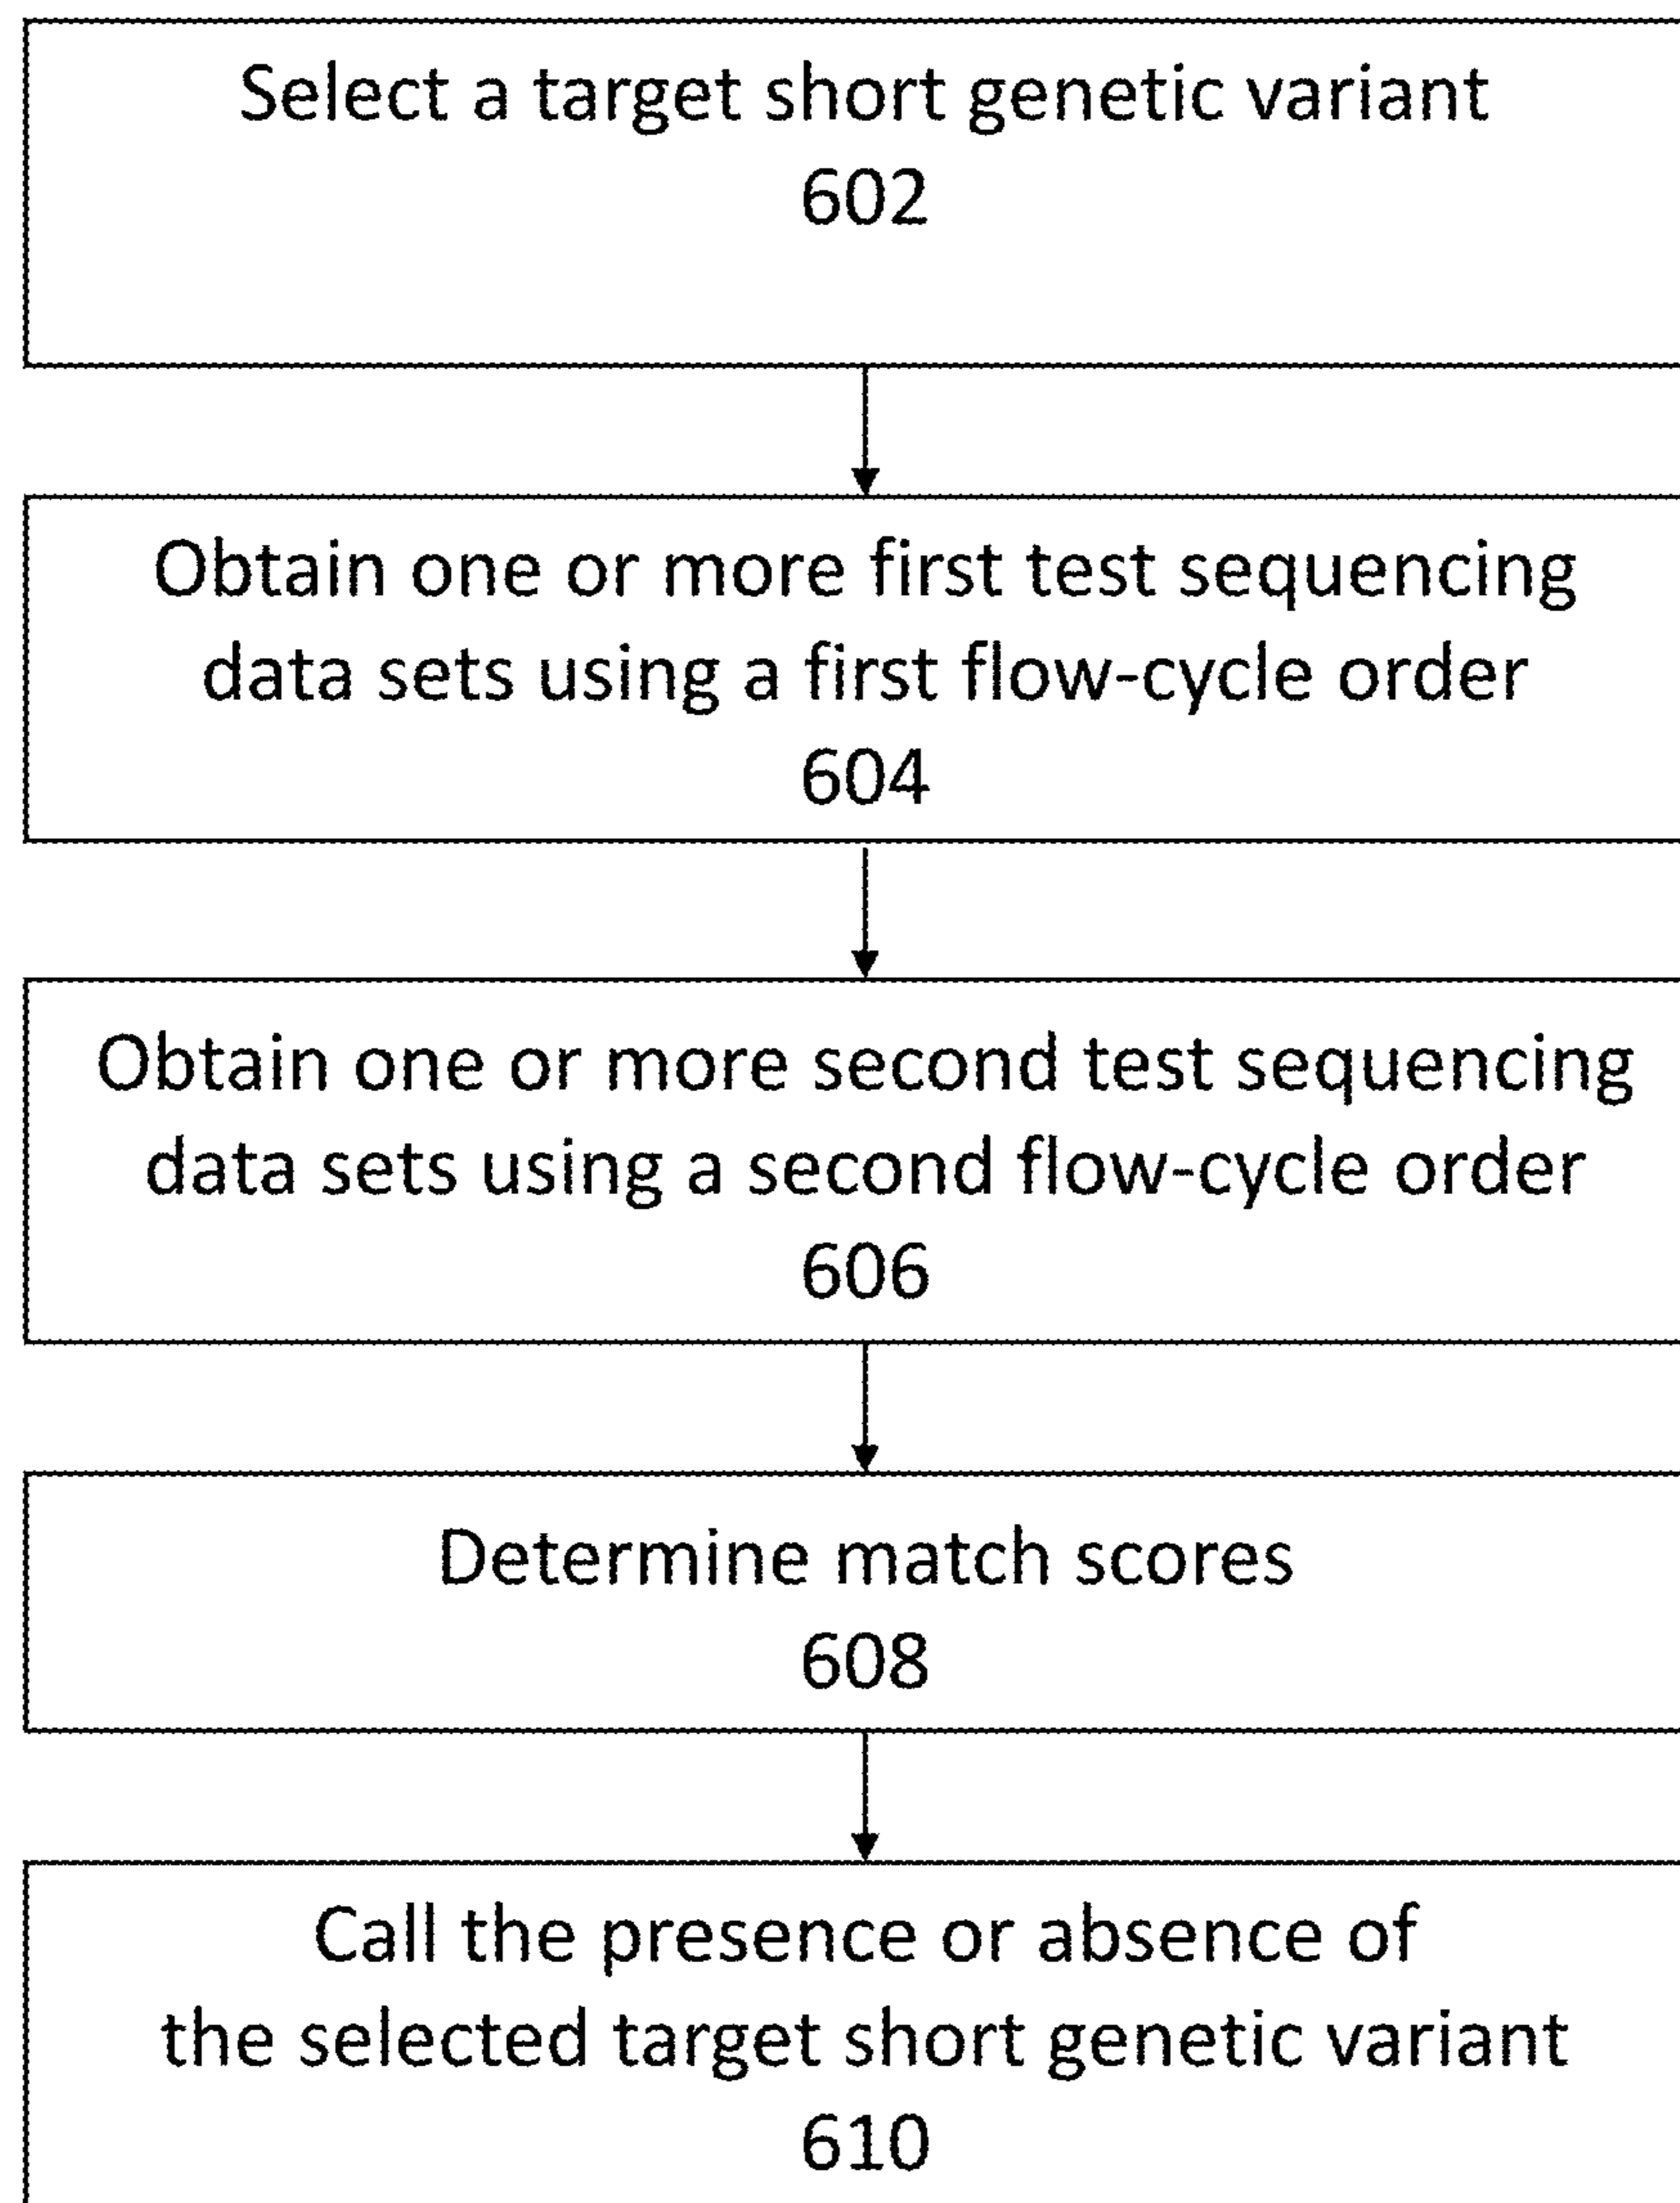 Select a target short genetic variant
602
Obtain one or more first test sequencing
data sets using a first flow-cycle order
604
Obtain one or more second test sequencing
data sets using a second flow-cycle order
606
Determine match scores
608
Call the presence or absence of
the selected target short genetic variant
610